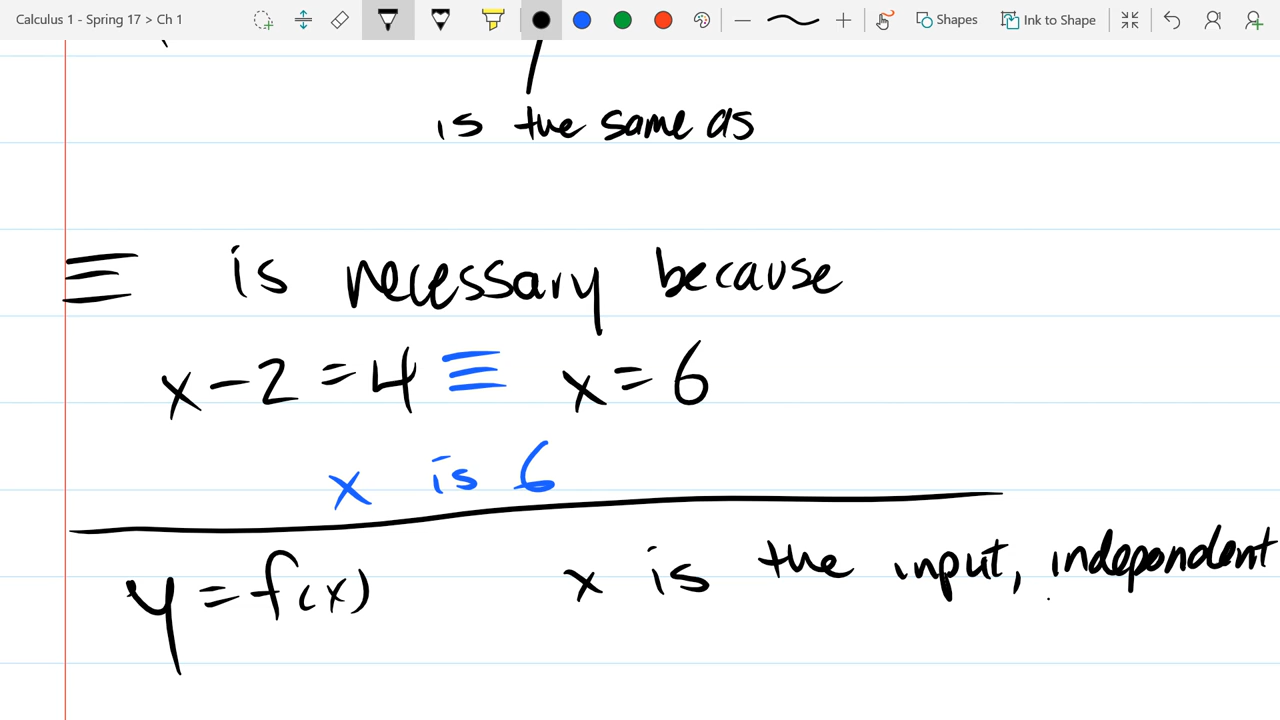 Calculus 1 - Spring 17 > Ch 1
Shapes
Ink to Shape
is the same as
≡ is necessary because
x-2=4 ≡ x=6
x is 6
y=f(x) x is the input, independent